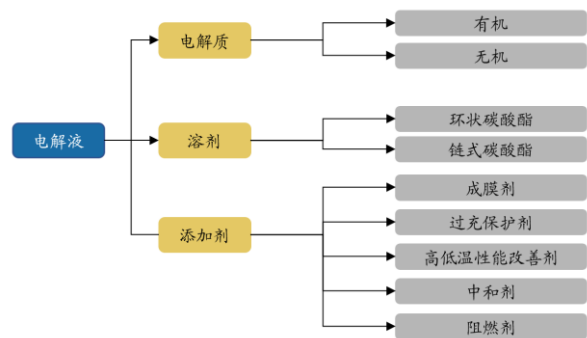 电解液
电解质
有机
无机
溶剂
环状碳酸酯
链式碳酸酯
添加剂
成膜剂
过充保护剂
高低温性能改善剂
中和剂
阻燃剂